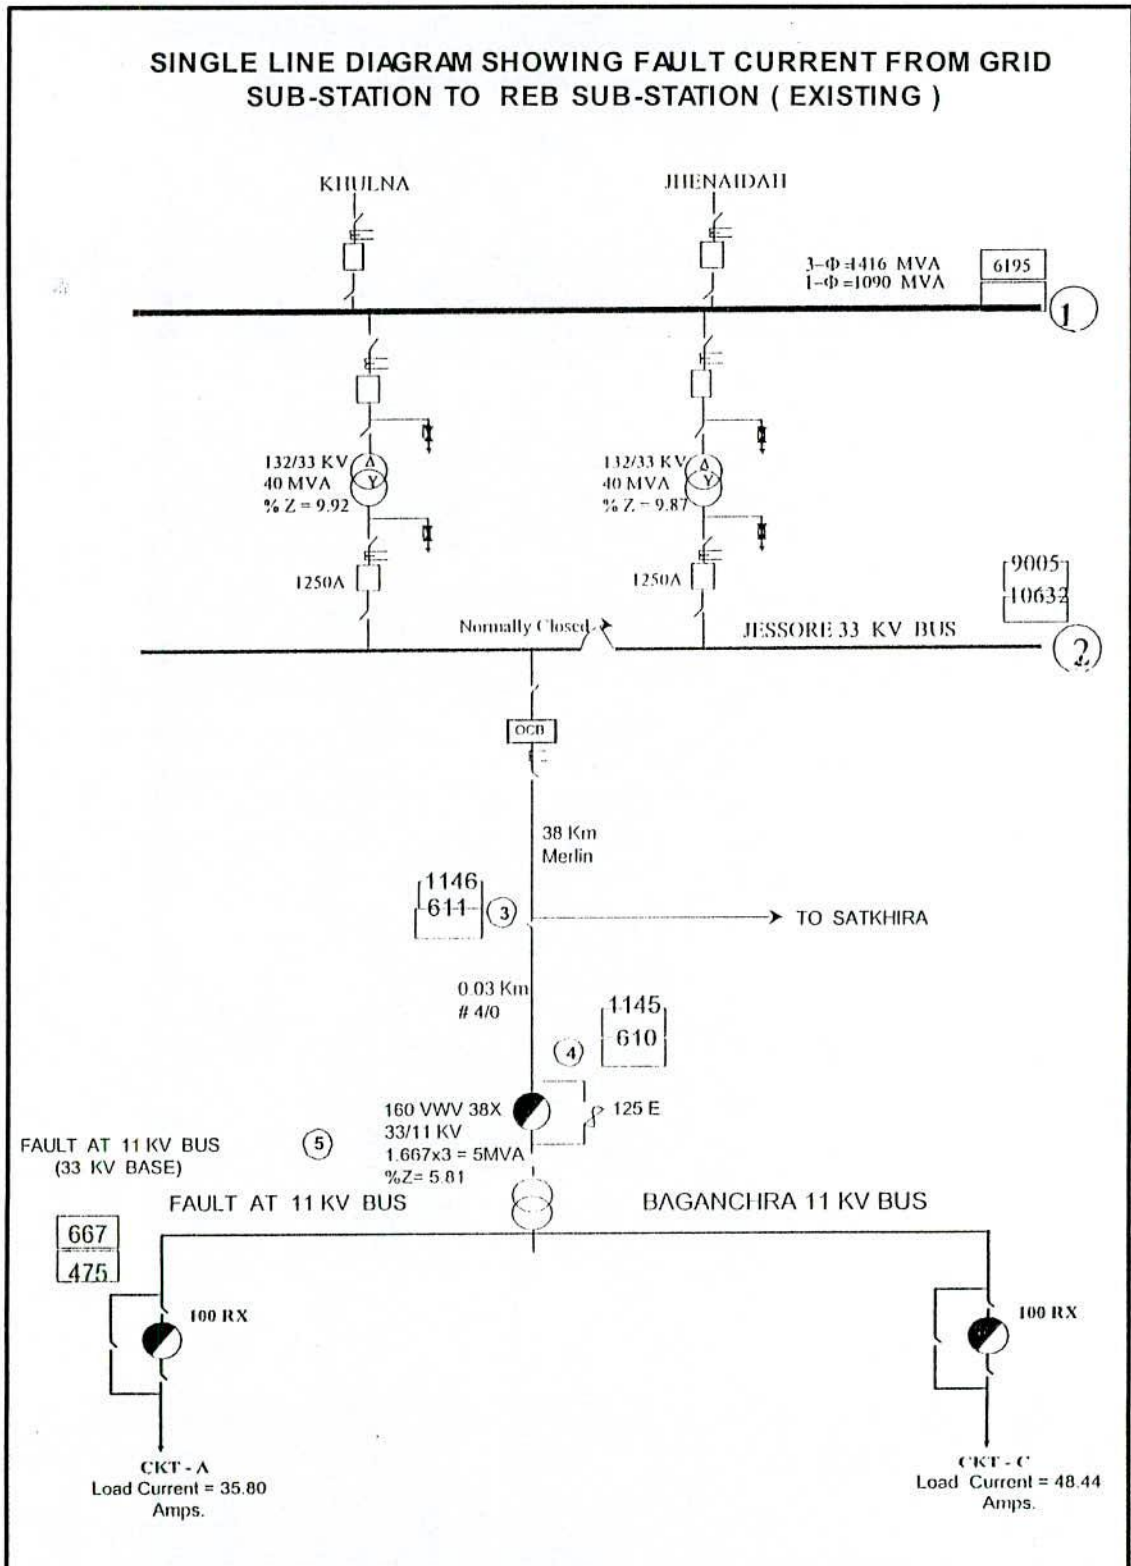 SINGLE LINE DIAGRAM SHOWING FAULT CURRENT FROM GRID
SUB-STATION TO REB SUB-STATION ( EXISTING )
KHULNA
JHENAIDAH
3-Φ =1416 MVA
1-Φ =1090 MVA
6195
1
132/33 KV
40 MVA
% Z = 9.92
Δ
Y
132/33 KV
40 MVA
% Z = 9.87
Δ
Y
1250A
1250A
9005
10632
Normally Closed
JESSORE 33 KV BUS
2
OCB
38 Km
Merlin
1146
611
3
TO SATKHIRA
0.03 Km
# 4/0
1145
610
4
160 VWV 38X
33/11 KV
1.667x3 = 5MVA
%Z= 5.81
125 E
FAULT AT 11 KV BUS
(33 KV BASE)
5
FAULT AT 11 KV BUS
BAGANCHRA 11 KV BUS
667
475
100 RX
100 RX
CKT - A
Load Current = 35.80
Amps.
CKT - C
Load Current = 48.44
Amps.